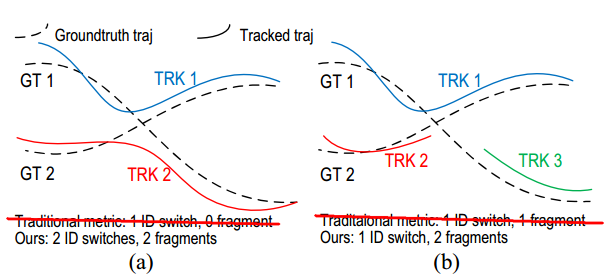 Groundtruth traj
Tracked traj
GT 1
TRK 1
GT 2
TRK 2
Traditional metric: 1 ID switch, 0 fragment
Ours: 2 ID switches, 2 fragments
(a)
GT 1
TRK 1
TRK 2
TRK 3
GT 2
Traditaional metric: 1 ID switch, 1 fragment
Ours: 1 ID switch, 2 fragments
(b)